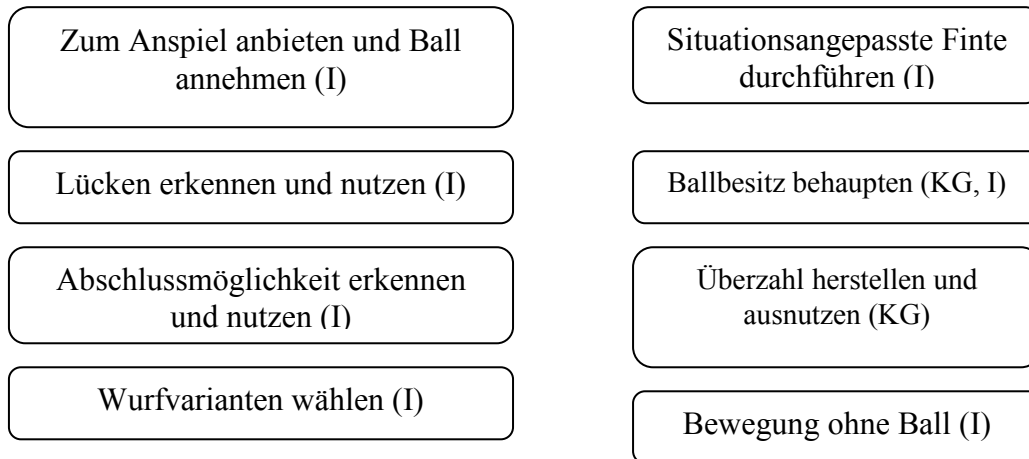 Zum Anspiel anbieten und Ball
annehmen (I)
Situationsangepasste Finte
durchführen (I)
Lücken erkennen und nutzen (I)
Ballbesitz behaupten (KG, I)
Abschlussmöglichkeit erkennen
und nutzen (I)
Überzahl herstellen und
ausnutzen (KG)
Wurfvarianten wählen (I)
Bewegung ohne Ball (I)